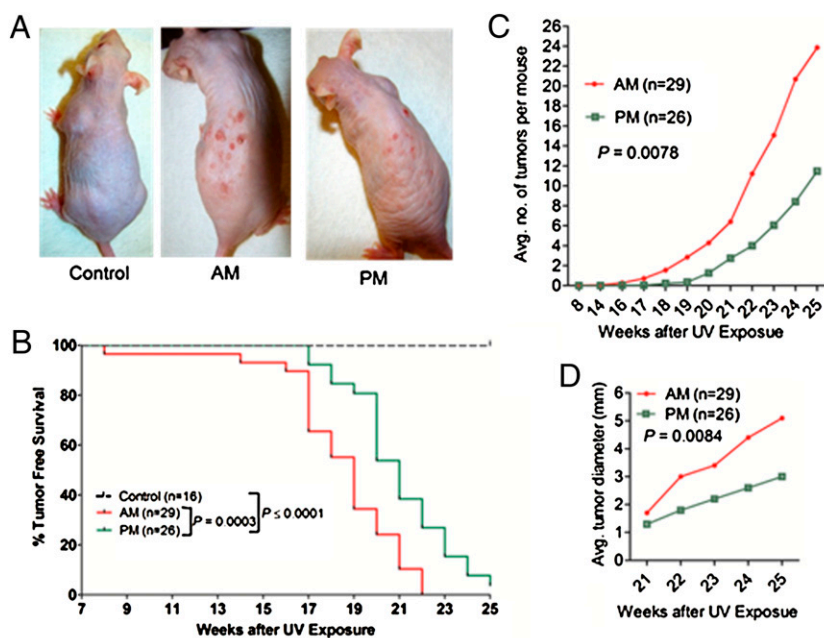 A
Control
AM
PM
B
100
80
60
40
20
0
% Tumor Free Survival
Control (n=16)
AM (n=29)
PM (n=26)
P = 0.0003
P ≤ 0.0001
7 9 11 13 15 17 19 21 23 25
Weeks after UV Exposure
C
26
24
22
20
18
16
14
12
10
8
6
4
2
0
Avg. no. of tumors per mouse
AM (n=29)
PM (n=26)
P = 0.0078
8 14 16 17 18 19 20 21 22 23 24 25
Weeks after UV Exposue
D
6
5
4
3
2
1
0
Avg. tumor diameter (mm)
AM (n=29)
PM (n=26)
P = 0.0084
21 22 23 24 25
Weeks after UV Exposue